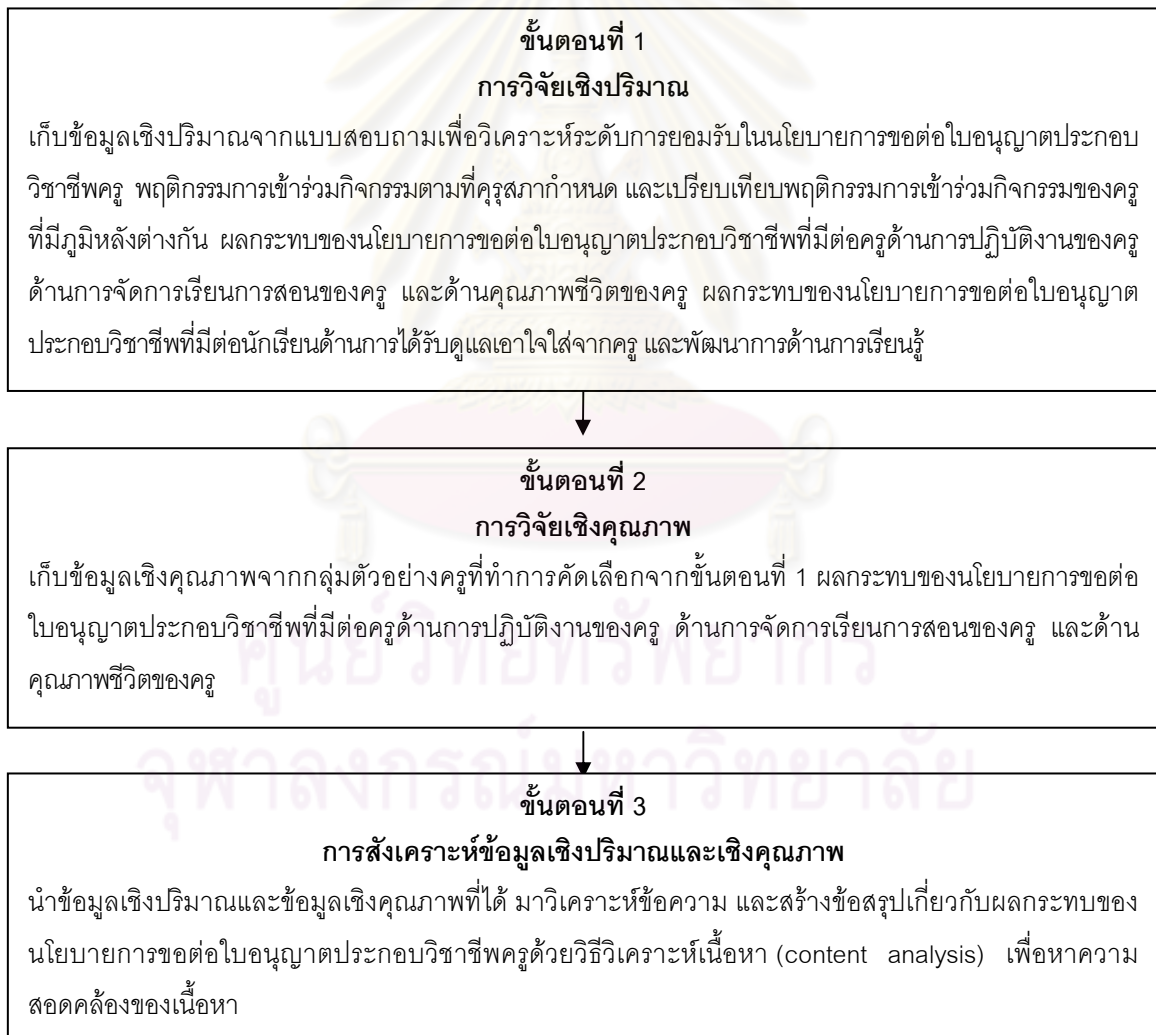 ขั้นตอนที่ 1
การวิจัยเชิงปริมาณ
เก็บข้อมูลเชิงปริมาณจากแบบสอบถามเพื่อวิเคราะห์ระดับการยอมรับในนโยบายการขอต่อใบอนุญาตประกอบ
วิชาชีพครู พฤติกรรมการเข้าร่วมกิจกรรมตามที่คุรุสภากำหนด และเปรียบเทียบพฤติกรรมการเข้าร่วมกิจกรรมของครู
ที่มีภูมิหลังต่างกัน ผลกระทบของนโยบายการขอต่อใบอนุญาตประกอบวิชาชีพที่มีต่อครูด้านการปฏิบัติงานของครู
ด้านการจัดการเรียนการสอนของครู และด้านคุณภาพชีวิตของครู ผลกระทบของนโยบายการขอต่อใบอนุญาต
ประกอบวิชาชีพที่มีต่อนักเรียนด้านการได้รับดูแลเอาใจใส่จากครู และพัฒนาการด้านการเรียนรู้
ขั้นตอนที่ 2
การวิจัยเชิงคุณภาพ
เก็บข้อมูลเชิงคุณภาพจากกลุ่มตัวอย่างครูที่ทำการคัดเลือกจากขั้นตอนที่ 1 ผลกระทบของนโยบายการขอต่อ
ใบอนุญาตประกอบวิชาชีพที่มีต่อครูด้านการปฏิบัติงานของครู ด้านการจัดการเรียนการสอนของครู และด้าน
คุณภาพชีวิตของครู
ศูนย์วิทยทรัพยากร
จุฬาลงกรณ์มหาวิทยาลัย
ขั้นตอนที่ 3
การสังเคราะห์ข้อมูลเชิงปริมาณและเชิงคุณภาพ
นำข้อมูลเชิงปริมาณและข้อมูลเชิงคุณภาพที่ได้ มาวิเคราะห์ข้อความ และสร้างข้อสรุปเกี่ยวกับผลกระทบของ
นโยบายการขอต่อใบอนุญาตประกอบวิชาชีพครูด้วยวิธีวิเคราะห์เนื้อหา (content analysis) เพื่อหาความ
สอดคล้องของเนื้อหา